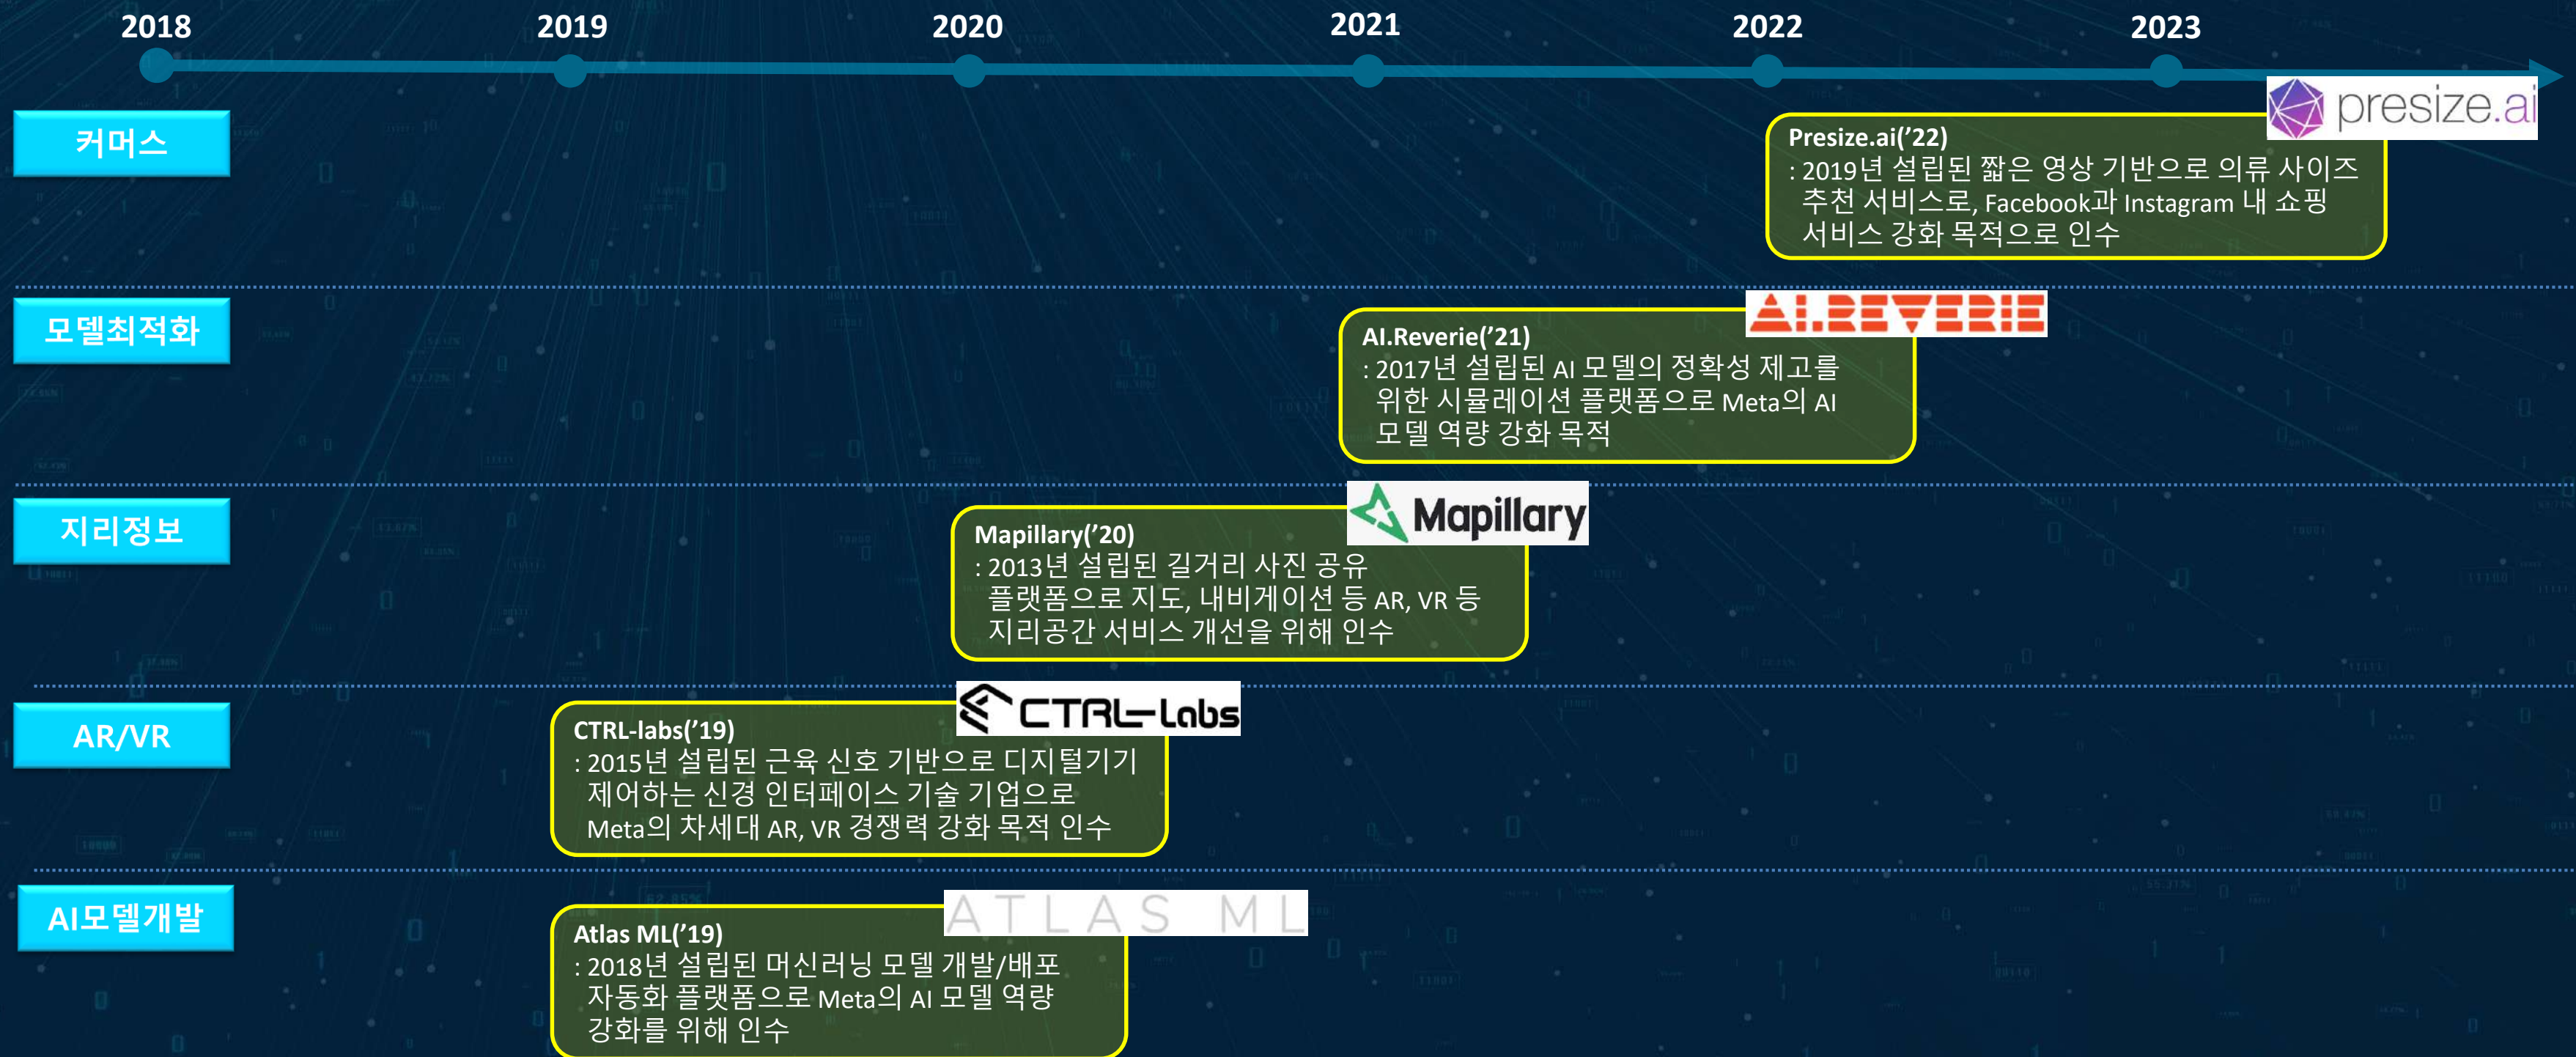 2018
2019
2020
2021
2022
2023
커머스
presize.ai
Presize.ai(’22)
: 2019년 설립된 짧은 영상 기반으로 의류 사이즈
추천 서비스로, Facebook과 Instagram 내 쇼핑
서비스 강화 목적으로 인수
모델최적화
AI.REVERIE
AI.Reverie(’21)
: 2017년 설립된 AI 모델의 정확성 제고를
위한 시뮬레이션 플랫폼으로 Meta의 AI
모델 역량 강화 목적
지리정보
Mapillary
Mapillary(’20)
: 2013년 설립된 길거리 사진 공유
플랫폼으로 지도, 내비게이션 등 AR, VR 등
지리공간 서비스 개선을 위해 인수
AR/VR
CTRL-Labs
CTRL-labs(’19)
: 2015년 설립된 근육 신호 기반으로 디지털기기
제어하는 신경 인터페이스 기술 기업으로
Meta의 차세대 AR, VR 경쟁력 강화 목적 인수
AI모델개발
ATLAS ML
Atlas ML(’19)
: 2018년 설립된 머신러닝 모델 개발/배포
자동화 플랫폼으로 Meta의 AI 모델 역량
강화를 위해 인수